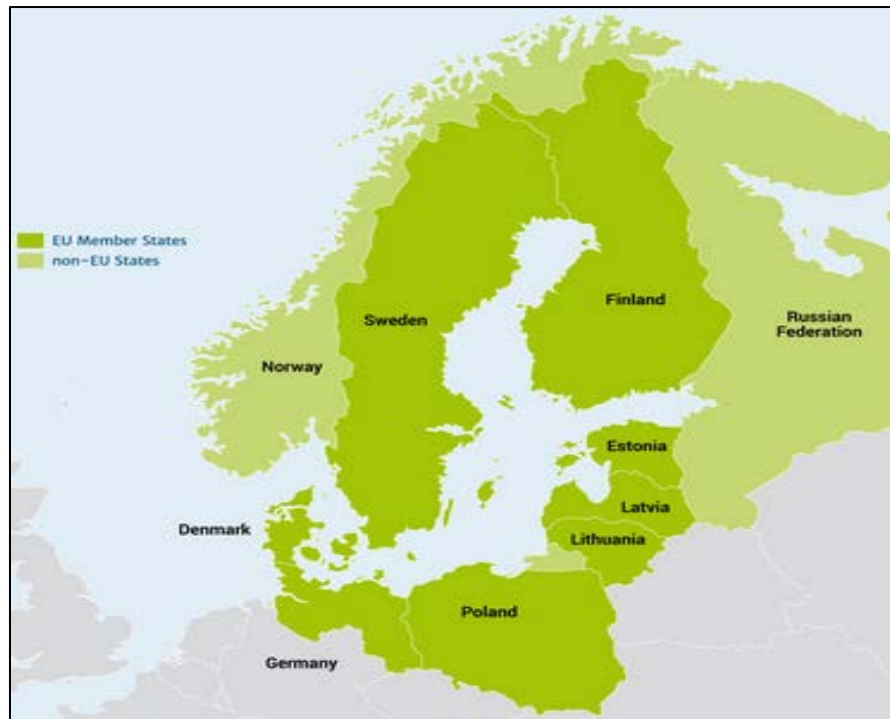 EU Member States
non-EU States
Finland
Sweden
Russian
Federation
Norway
Estonia
Latvia
Denmark
Lithuania
Poland
Germany